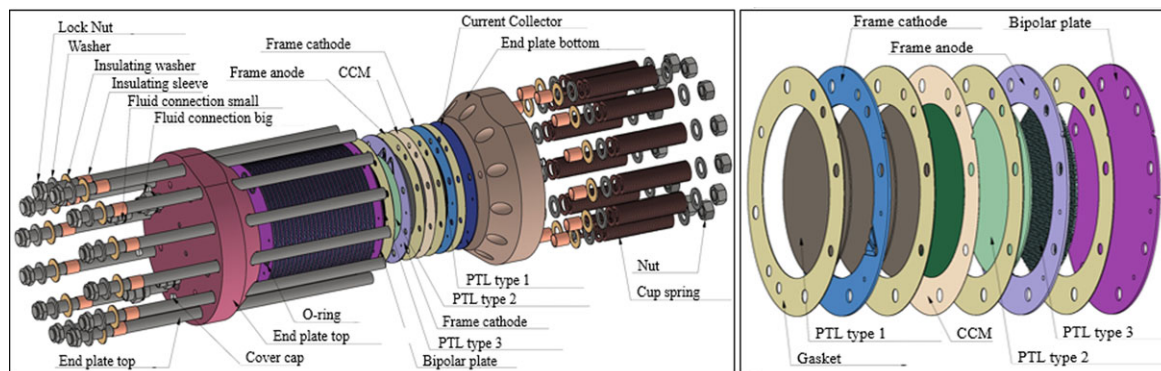 Lock Nut
Washer
Insulating washer
Insulating sleeve
Fluid connection small
Fluid connection big
Frame anode
Frame cathode
CCM
Current Collector
End plate bottom
Nut
Cup spring
PTL type 1
PTL type 2
Frame cathode
PTL type 3
Bipolar plate
O-ring
End plate top
Cover cap
End plate top
Frame cathode
Bipolar plate
Frame anode
PTL type 1
Gasket
CCM
PTL type 2
PTL type 3